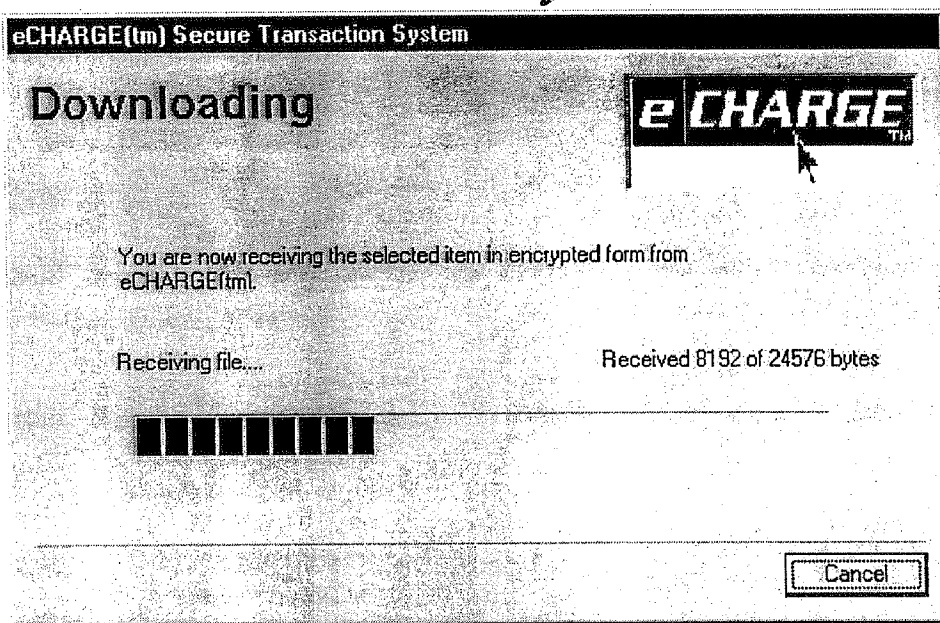 eCHARGE(tm) Secure Transaction System
Downloading
e CHARGE TM
You are now receiving the selected item in encrypted form from
eCHARGE(tm).
Receiving file.... Received 8192 of 24576 bytes
Cancel